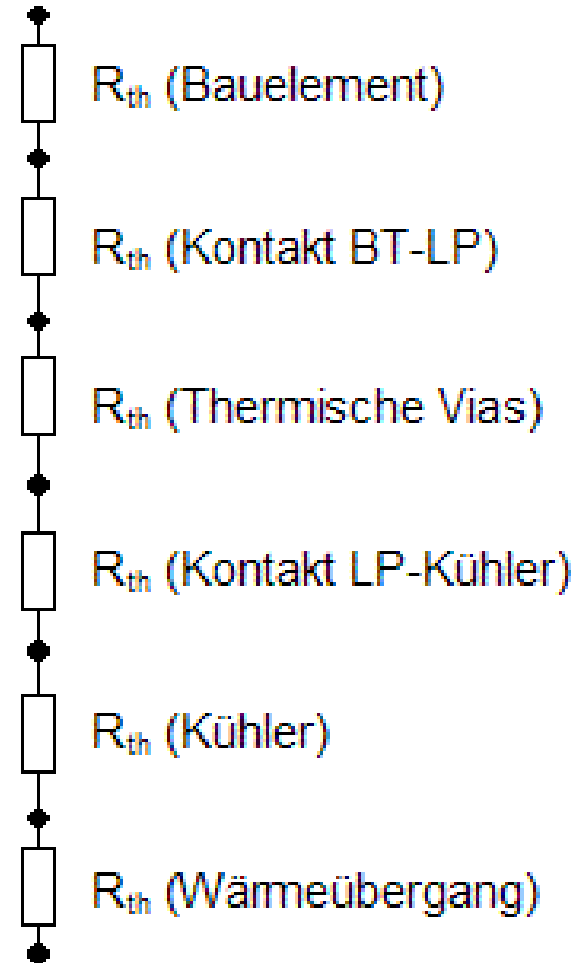 Rth (Bauelement)
Rth (Kontakt BT-LP)
Rth (Thermische Vias)
Rth (Kontakt LP-Kühler)
Rth (Kühler)
Rth (Wärmeübergang)